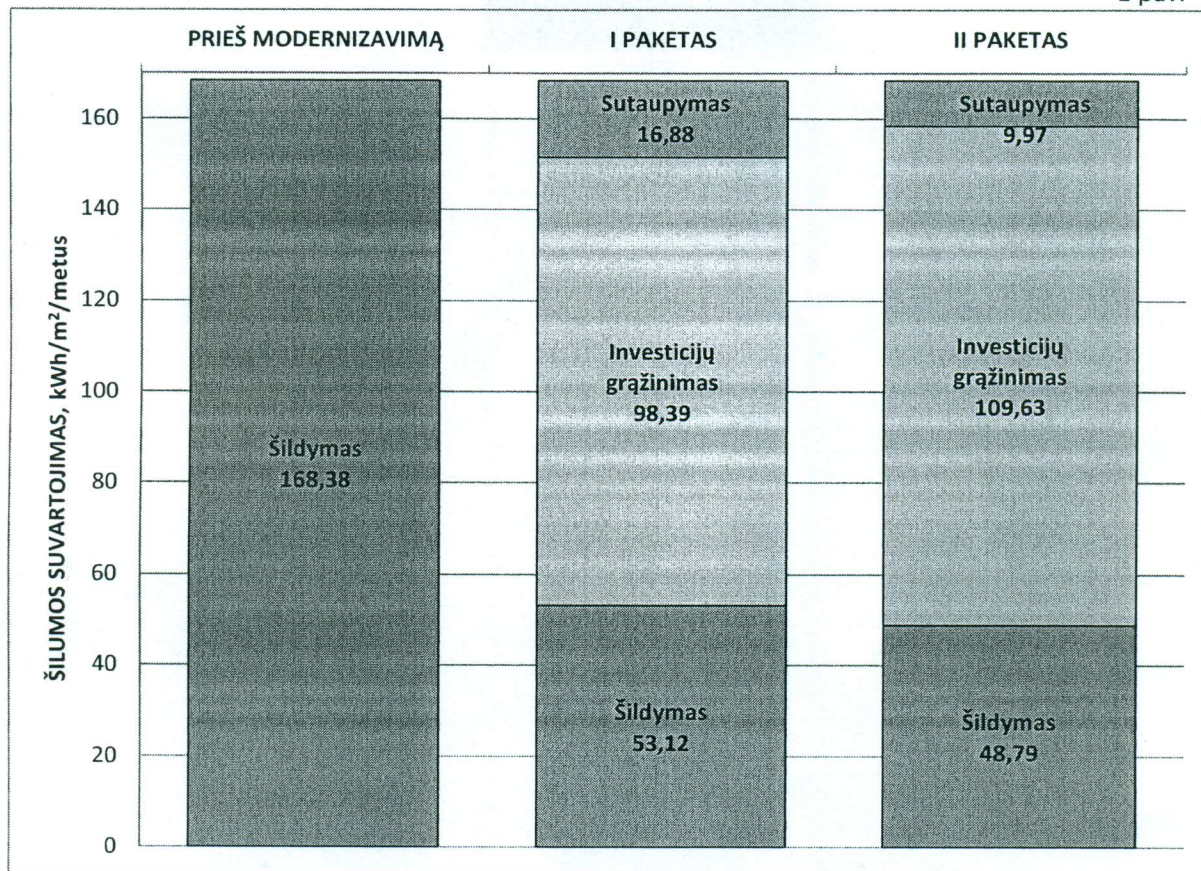 PRIEŠ MODERNIZAVIMĄ
I PAKETAS
II PAKETAS
ŠILUMOS SUVARTOJIMAS, kWh/m²/metus
160
140
120
100
80
60
40
20
0
Šildymas
168,38
Sutaupymas
16,88
Investicijų
grąžinimas
98,39
Šildymas
53,12
Sutaupymas
9,97
Investicijų
grąžinimas
109,63
Šildymas
48,79